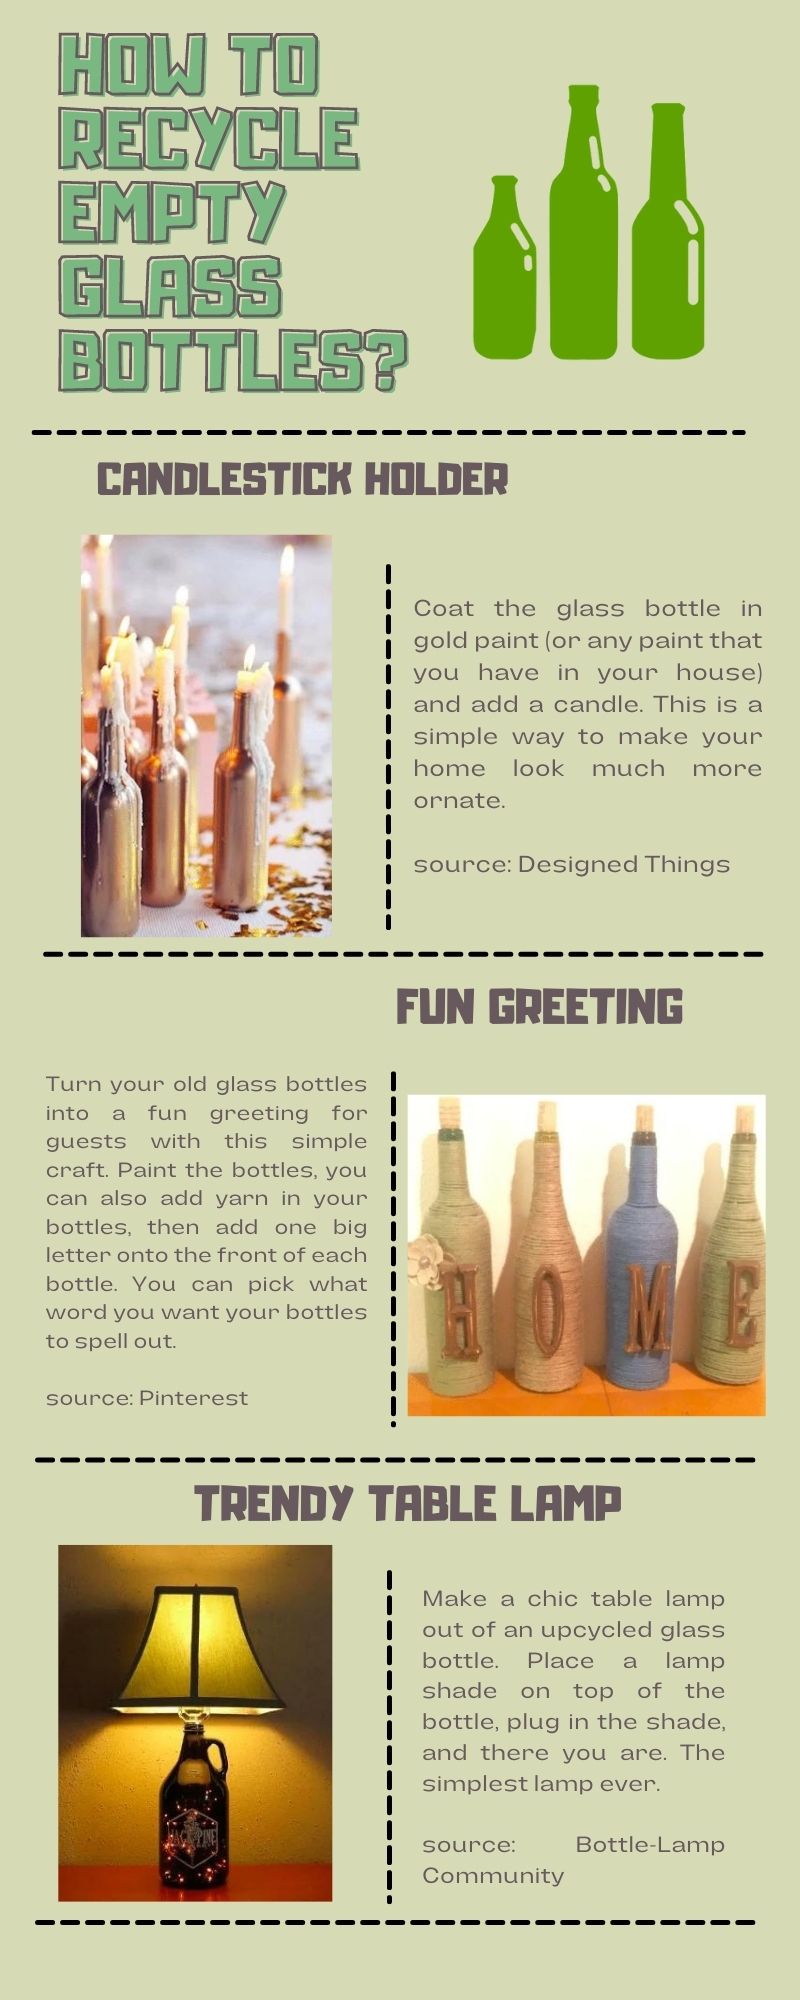 HOW TO
RECYCLE
EMPTY
GLASS
BOTTLES?
CANDLESTICK HOLDER
Coat the glass bottle in
gold paint (or any paint that
you have in your house)
and add a candle. This is a
simple way to make your
home look much more
ornate.
source: Designed Things
FUN GREETING
Turn your old glass bottles
into a fun greeting for
guests with this simple
craft. Paint the bottles, you
can also add yarn in your
bottles, then add one big
letter onto the front of each
bottle. You can pick what
word you want your bottles
to spell out.
source: Pinterest
H O M E
TRENDY TABLE LAMP
Make a chic table lamp
out of an upcycled glass
bottle. Place a lamp
shade on top of the
bottle, plug in the shade,
and there you are. The
simplest lamp ever.
source: Bottle-Lamp
Community